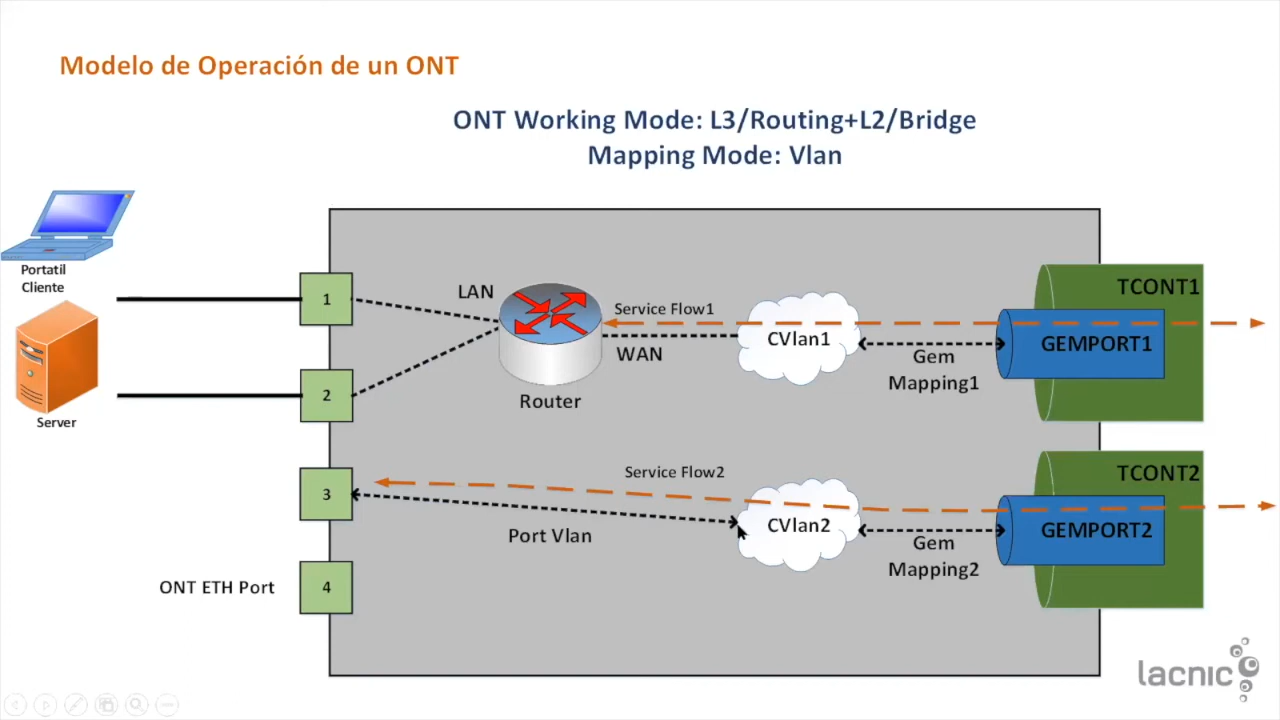 Modelo de Operación de un ONT
ONT Working Mode: L3/Routing+L2/Bridge
Mapping Mode: Vlan
Portatil
Cliente
Server
1
2
3
4
ONT ETH Port
LAN
Router
WAN
Service Flow1
CVlan1
Gem
Mapping1
TCONT1
GEMPORT1
Service Flow2
Port Vlan
CVlan2
Gem
Mapping2
TCONT2
GEMPORT2
lacnic